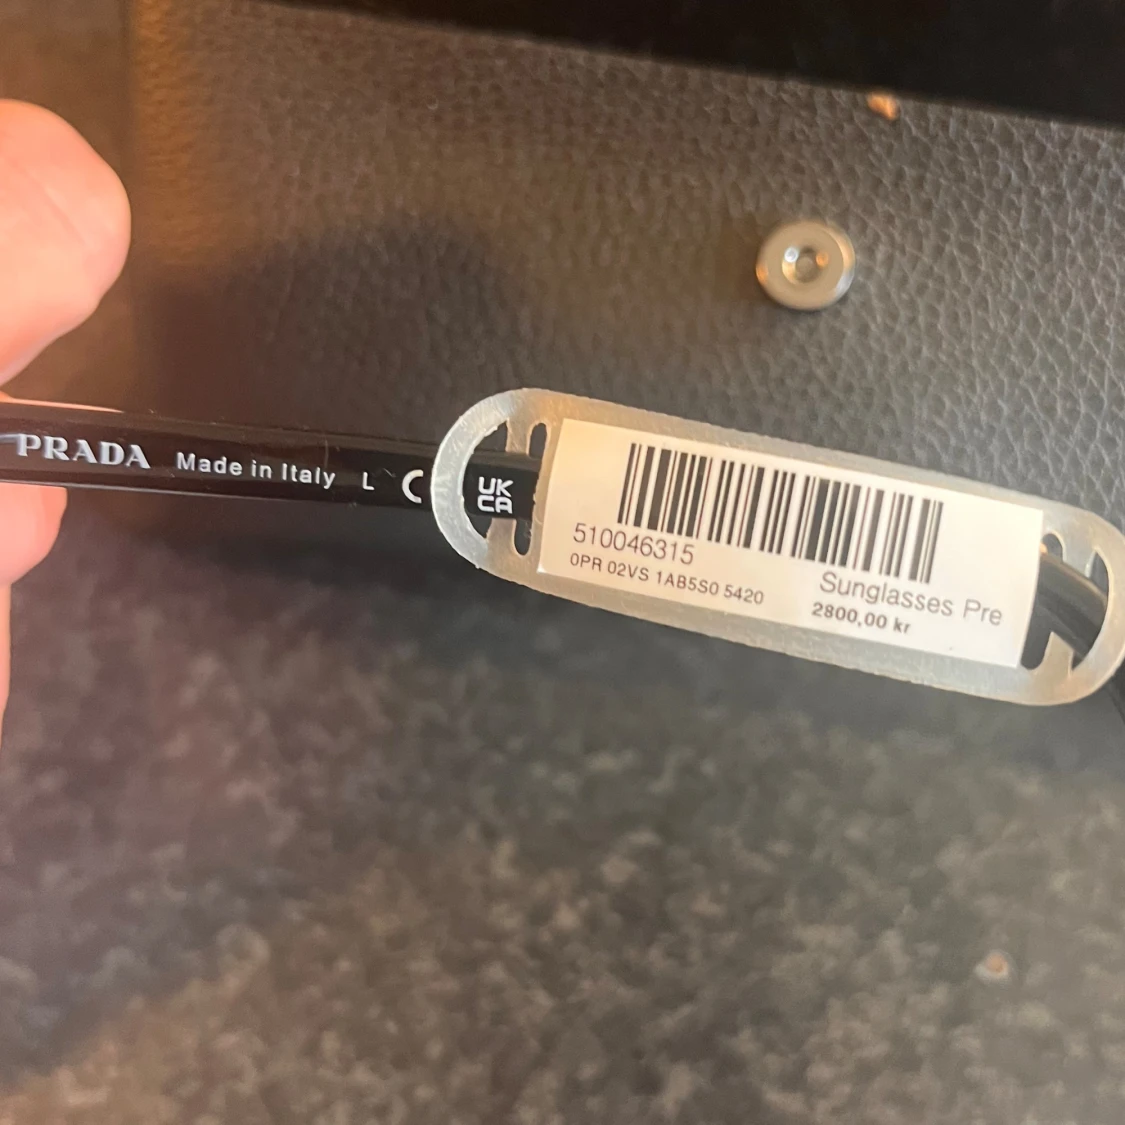 PRADA Made in Italy L C
UK
CA
510046315
0PR 02VS 1AB5S0 5420
Sunglasses Pre
2800,00 kr